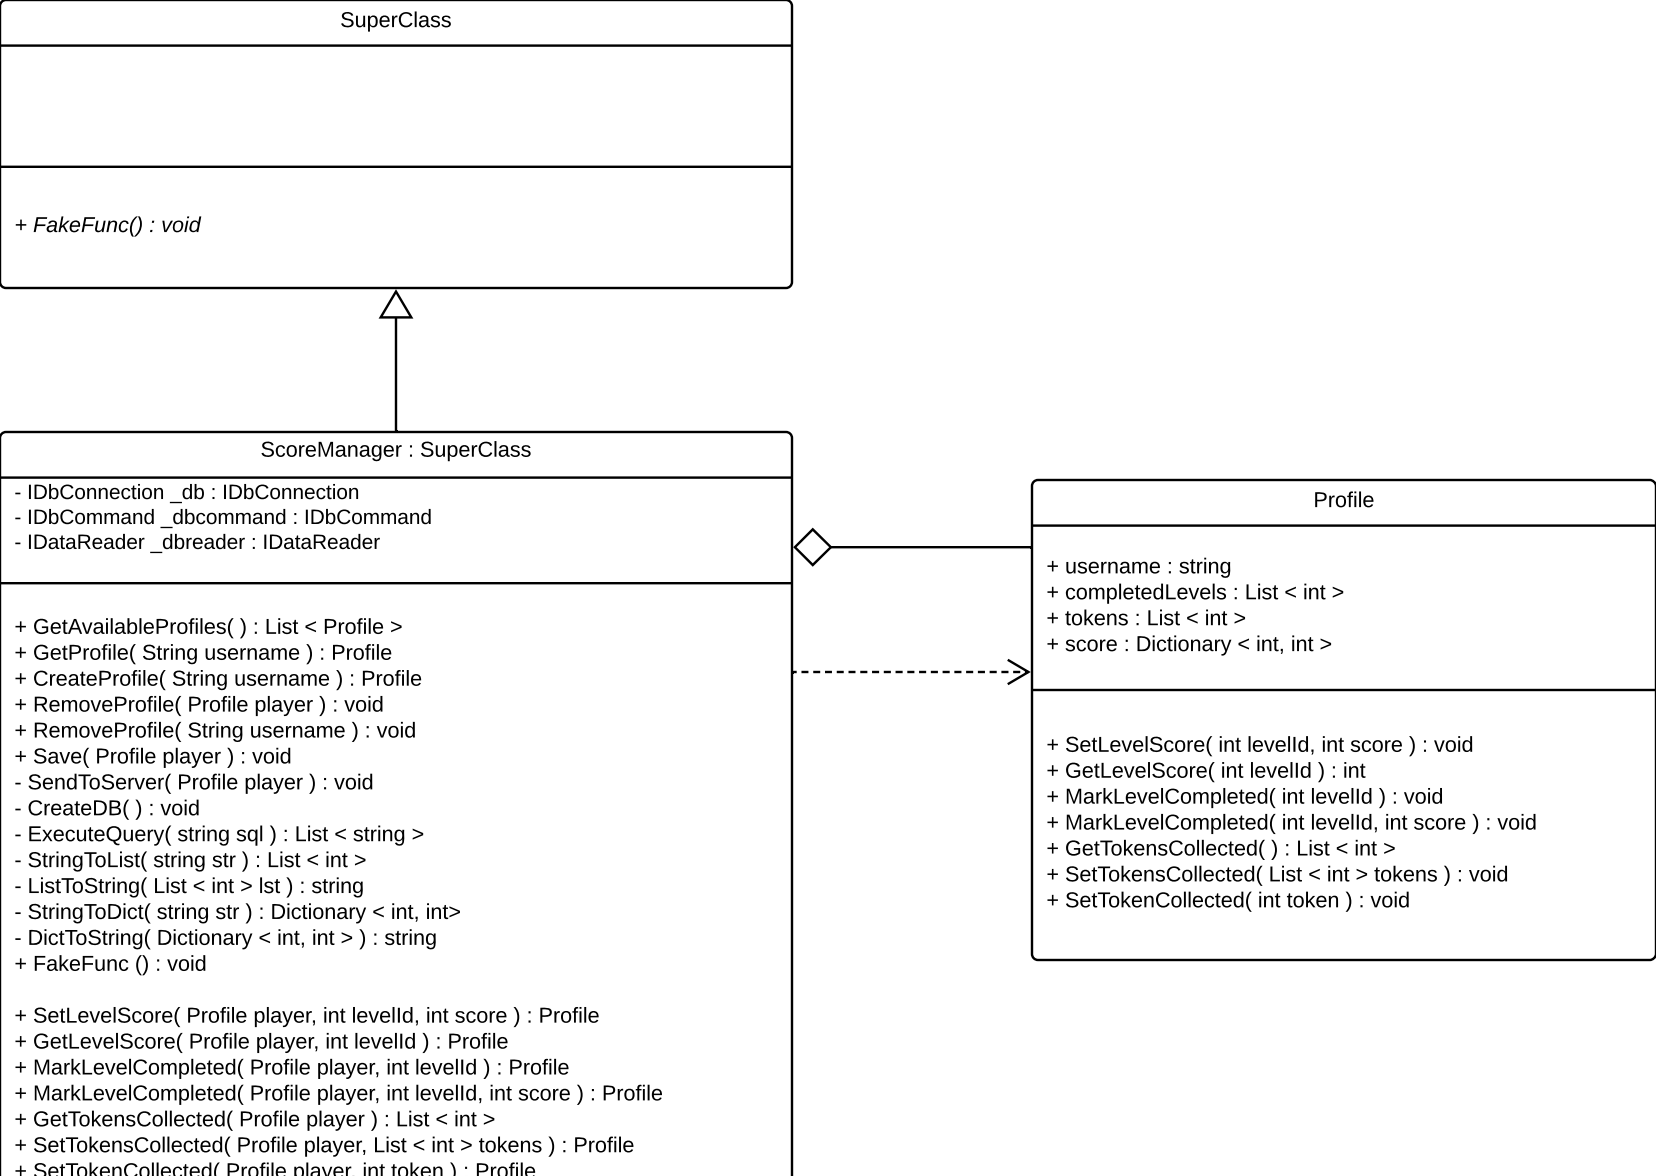 SuperClass
+ FakeFunc() : void
ScoreManager : SuperClass
- IDbConnection _db : IDbConnection
- IDbCommand _dbcommand : IDbCommand
- IDataReader _dbreader : IDataReader
+ GetAvailableProfiles( ) : List < Profile >
+ GetProfile( String username ) : Profile
+ CreateProfile( String username ) : Profile
+ RemoveProfile( Profile player ) : void
+ RemoveProfile( String username ) : void
+ Save( Profile player ) : void
- SendToServer( Profile player ) : void
- CreateDB( ) : void
- ExecuteQuery( string sql ) : List < string >
- StringToList( string str ) : List < int >
- ListToString( List < int > lst ) : string
- StringToDict( string str ) : Dictionary < int, int>
- DictToString( Dictionary < int, int > ) : string
+ FakeFunc () : void
+ SetLevelScore( Profile player, int levelId, int score ) : Profile
+ GetLevelScore( Profile player, int levelId ) : Profile
+ MarkLevelCompleted( Profile player, int levelId ) : Profile
+ MarkLevelCompleted( Profile player, int levelId, int score ) : Profile
+ GetTokensCollected( Profile player ) : List < int >
+ SetTokensCollected( Profile player, List < int > tokens ) : Profile
+ SetTokenCollected( Profile player, int token ) : Profile
Profile
+ username : string
+ completedLevels : List < int >
+ tokens : List < int >
+ score : Dictionary < int, int >
+ SetLevelScore( int levelId, int score ) : void
+ GetLevelScore( int levelId ) : int
+ MarkLevelCompleted( int levelId ) : void
+ MarkLevelCompleted( int levelId, int score ) : void
+ GetTokensCollected( ) : List < int >
+ SetTokensCollected( List < int > tokens ) : void
+ SetTokenCollected( int token ) : void